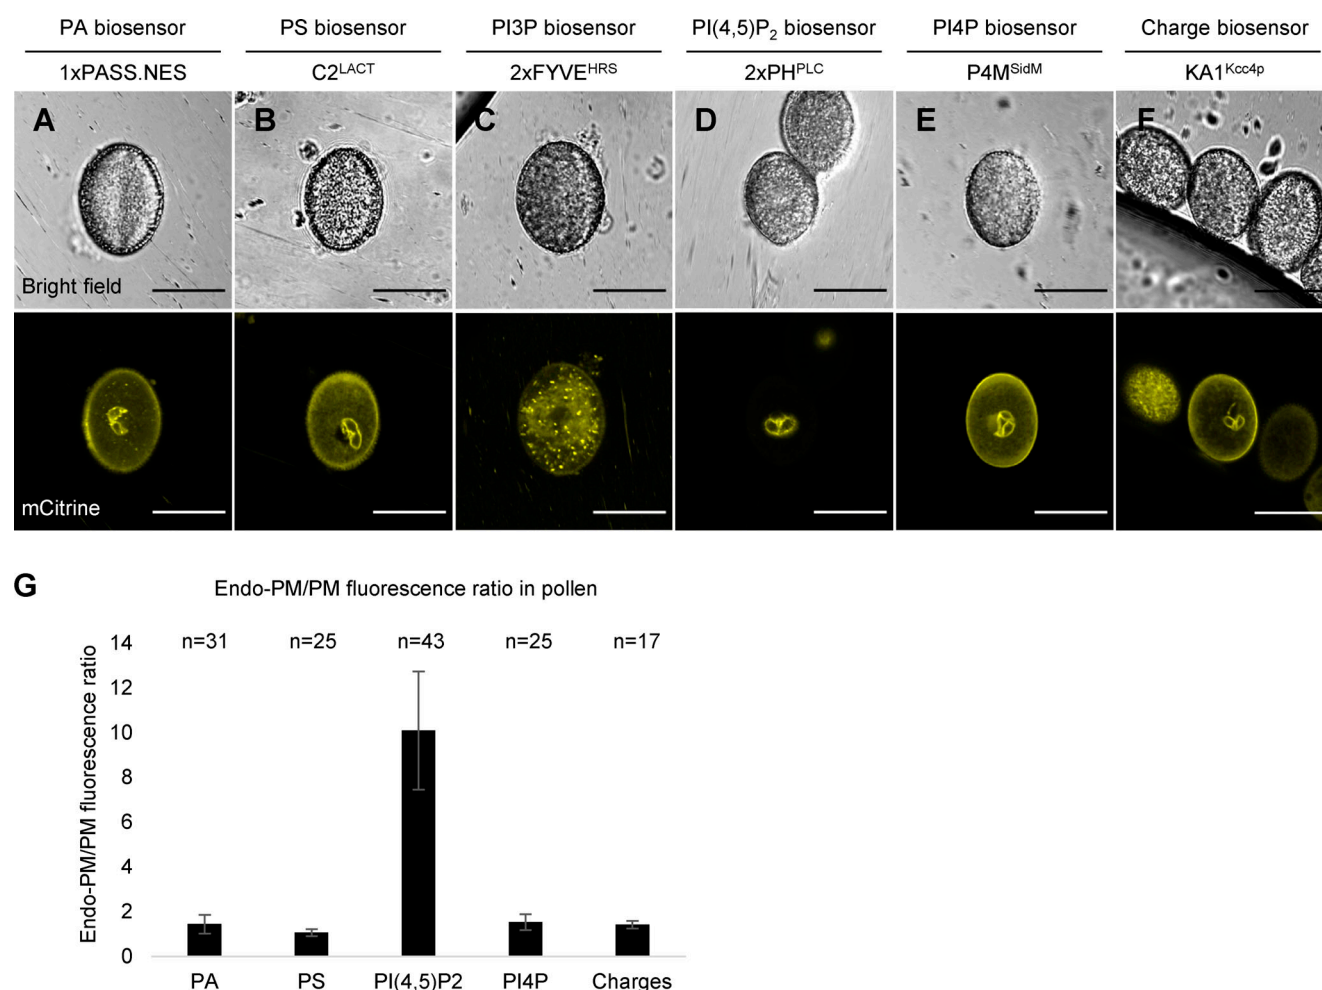 PA biosensor PS biosensor PI3P biosensor PI(4,5)P2 biosensor PI4P biosensor Charge biosensor
1xPASS.NES C2LACT 2xFYVEHRS 2xPHPLC P4MSidM KA1Kcc4p
A B C D E F
Bright field
mCitrine
G
Endo-PM/PM fluorescence ratio in pollen
n=31 n=25 n=43 n=25 n=17
Endo-PM/PM fluorescence ratio
14
12
10
8
6
4
2
0
PA PS PI(4,5)P2 PI4P Charges